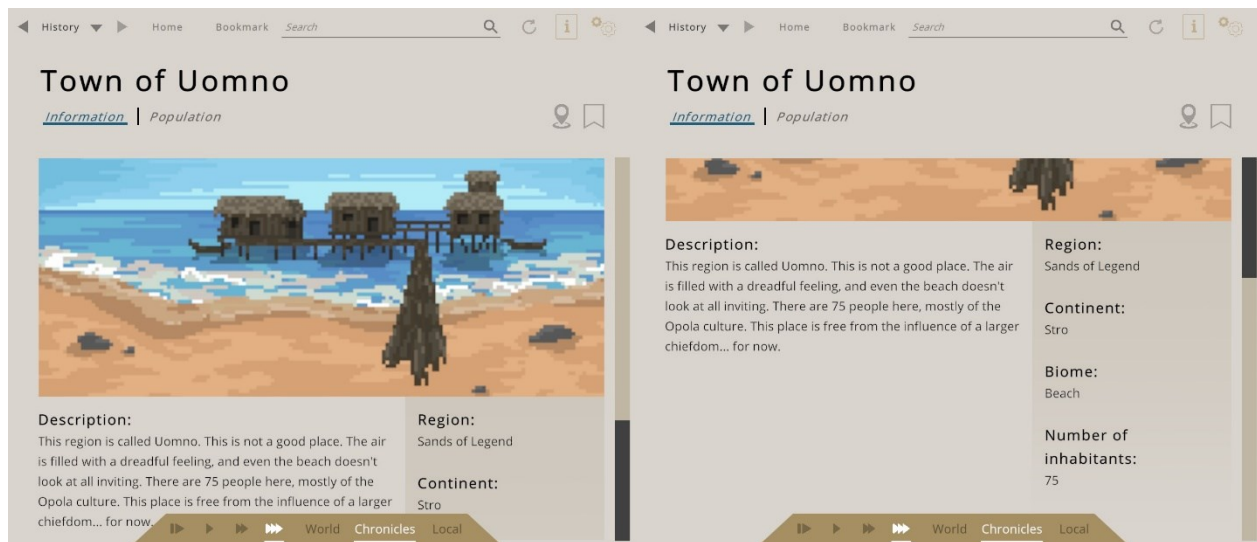 History Home Bookmark Search i
Town of Uomno
Information | Population
Description:
This region is called Uomno. This is not a good place. The air
is filled with a dreadful feeling, and even the beach doesn't
look at all inviting. There are 75 people here, mostly of the
Opola culture. This place is free from the influence of a larger
chiefdom... for now.
Region:
Sands of Legend
Continent:
Stro
World Chronicles Local
History Home Bookmark Search i
Town of Uomno
Information | Population
Description:
This region is called Uomno. This is not a good place. The air
is filled with a dreadful feeling, and even the beach doesn't
look at all inviting. There are 75 people here, mostly of the
Opola culture. This place is free from the influence of a larger
chiefdom... for now.
Region:
Sands of Legend
Continent:
Stro
Biome:
Beach
Number of
inhabitants:
75
World Chronicles Local